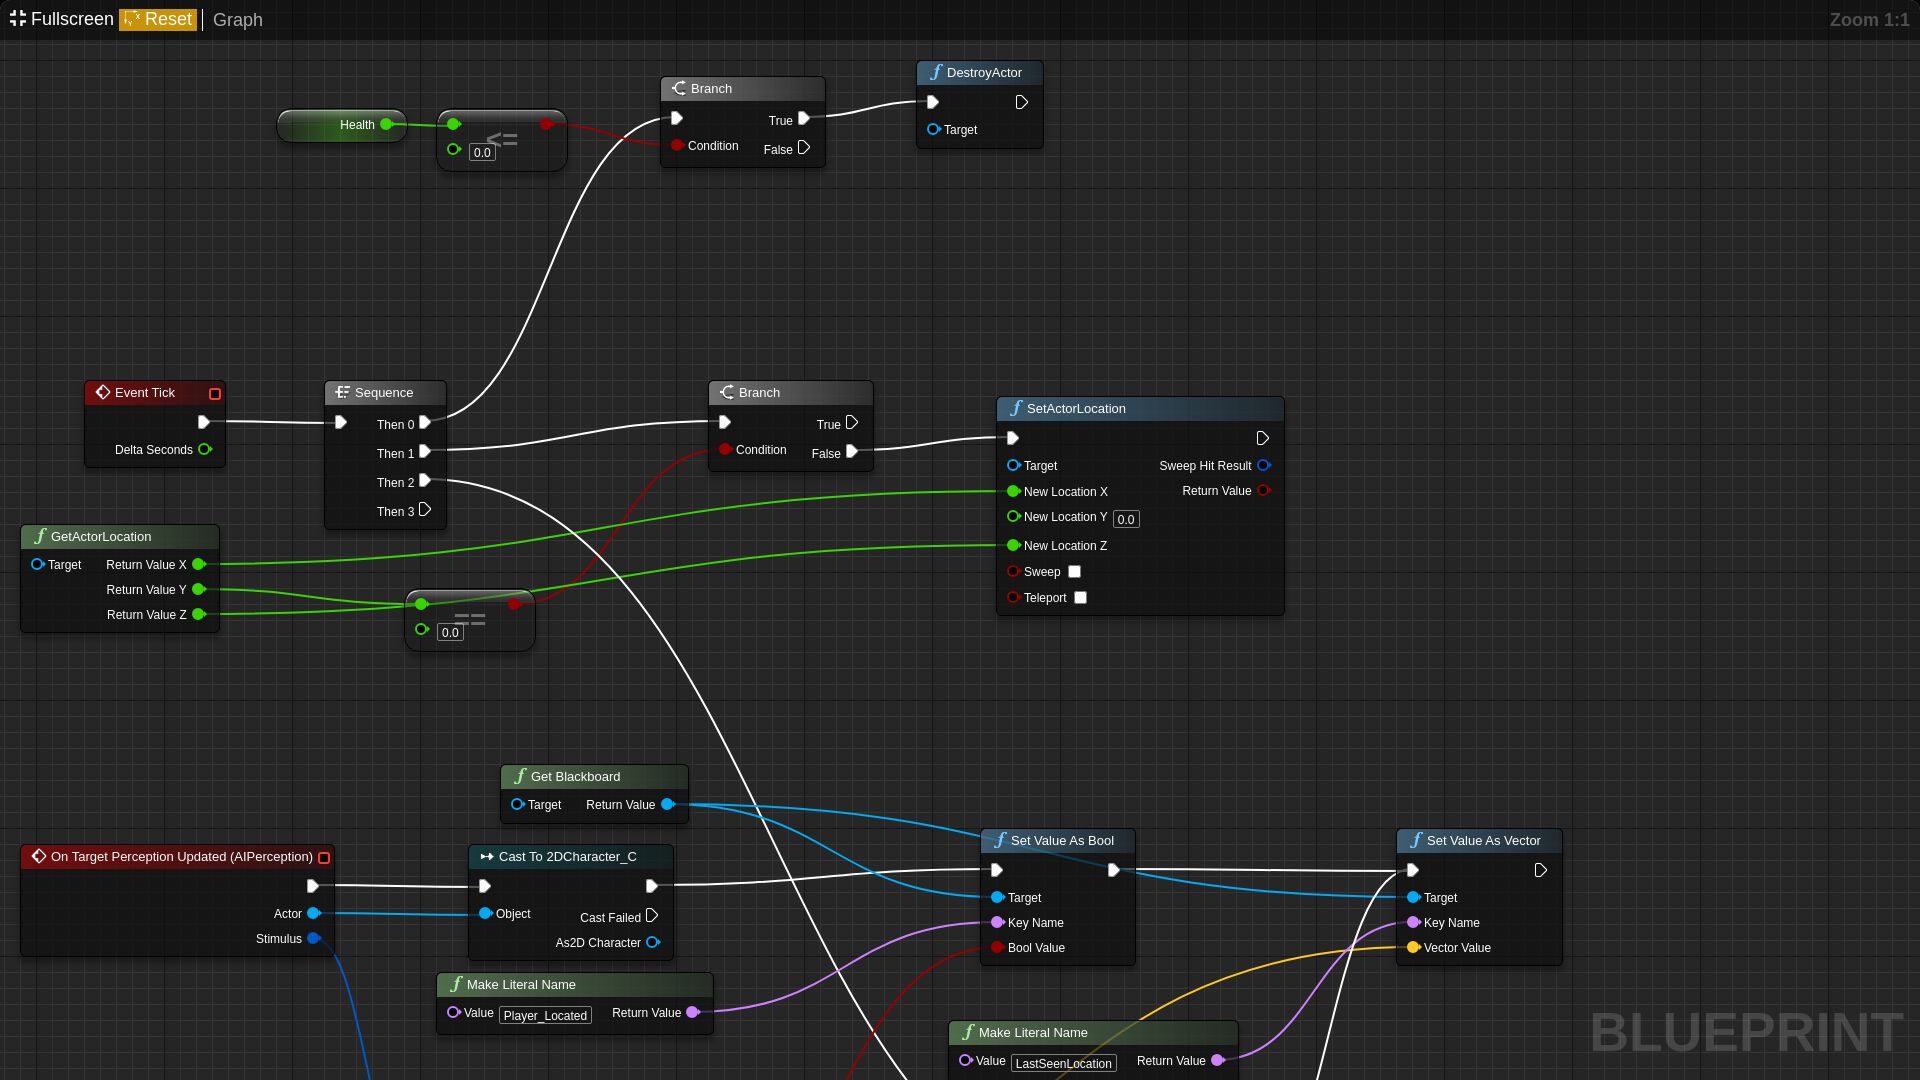 Fullscreen Reset Graph Zoom 1:1
DestroyActor
Target
Branch
True
Condition False
Health
<=
0.0
Event Tick
Delta Seconds
Sequence
Then 0
Then 1
Then 2
Then 3
Branch
True
Condition False
SetActorLocation
Target Sweep Hit Result
New Location X Return Value
New Location Y 0.0
New Location Z
Sweep
Teleport
GetActorLocation
Target Return Value X
Return Value Y
Return Value Z
==
0.0
Get Blackboard
Target Return Value
On Target Perception Updated (AIPerception)
Actor
Stimulus
Cast To 2DCharacter_C
Object Cast Failed
As2D Character
Set Value As Bool
Target
Key Name
Bool Value
Set Value As Vector
Target
Key Name
Vector Value
Make Literal Name
Value Player_Located Return Value
Make Literal Name
Value LastSeenLocation Return Value
BLUEPRINT